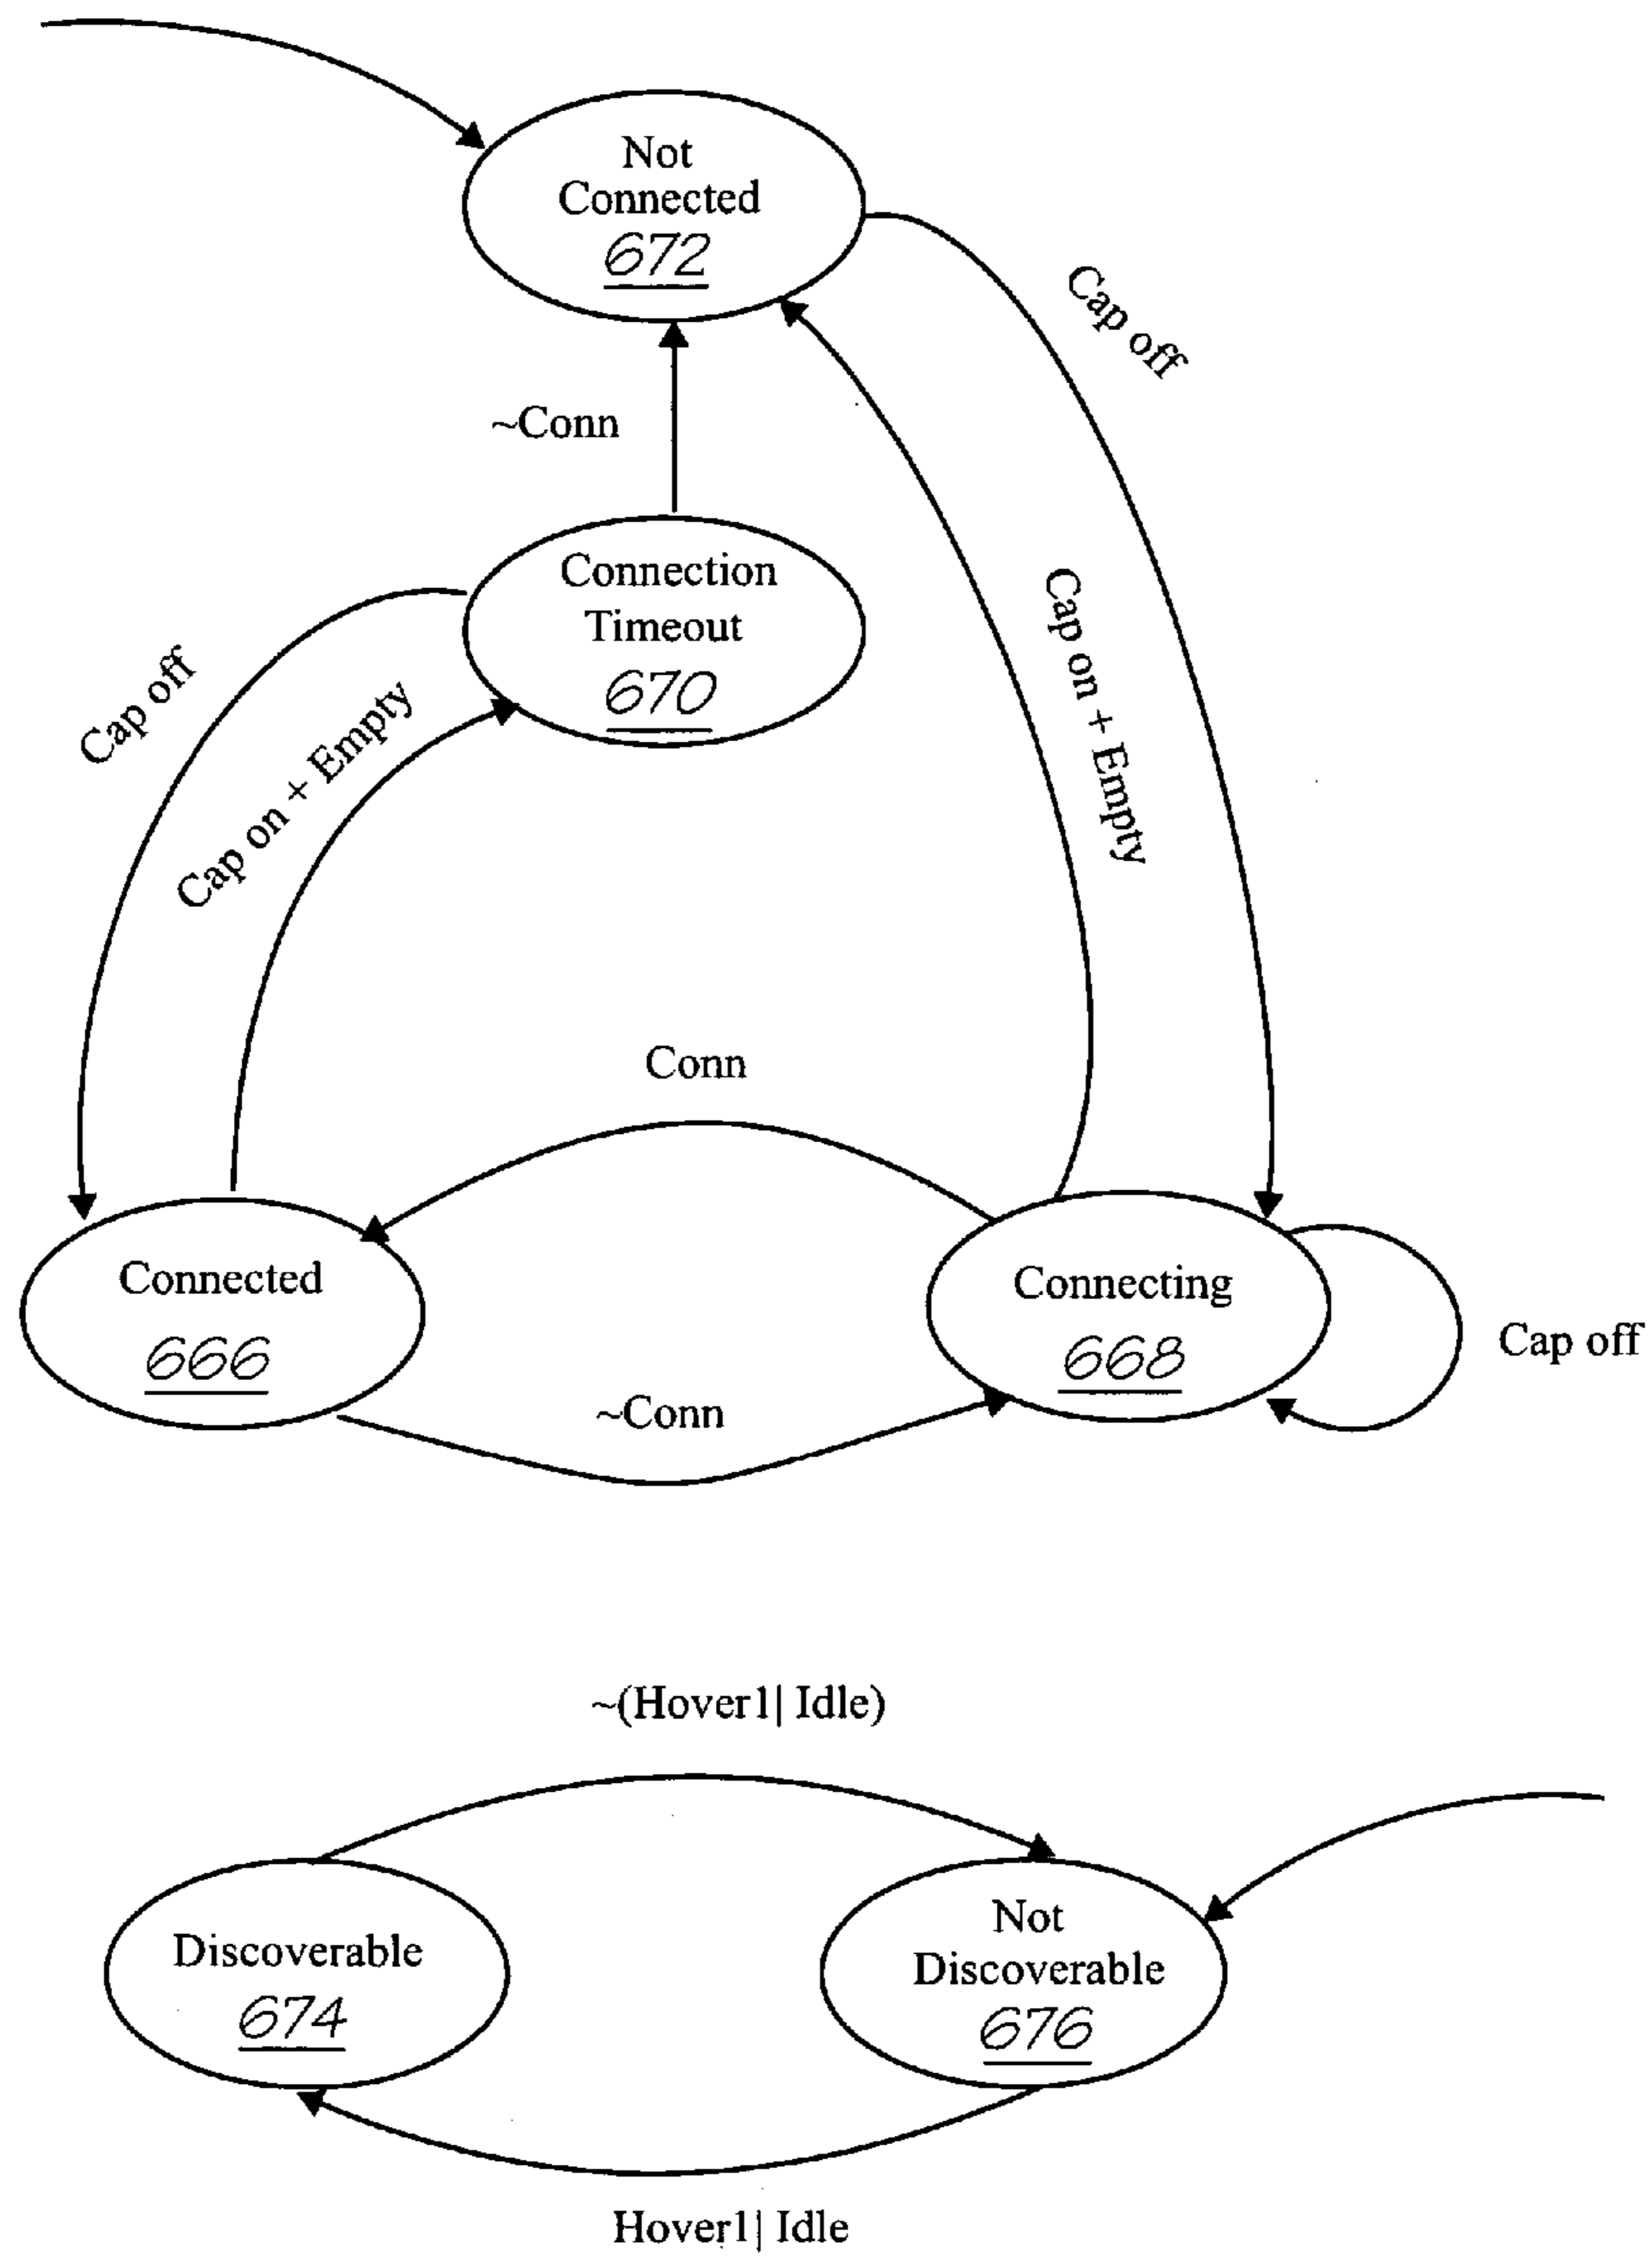 Not
Connected
672
Cap off
~Conn
Connection
Timeout
670
Cap on + Empty
Cap off
Cap on + Empty
Conn
Connected
666
Connecting
668
Cap off
~Conn
~(Hover1| Idle)
Discoverable
674
Not
Discoverable
676
Hover1| Idle